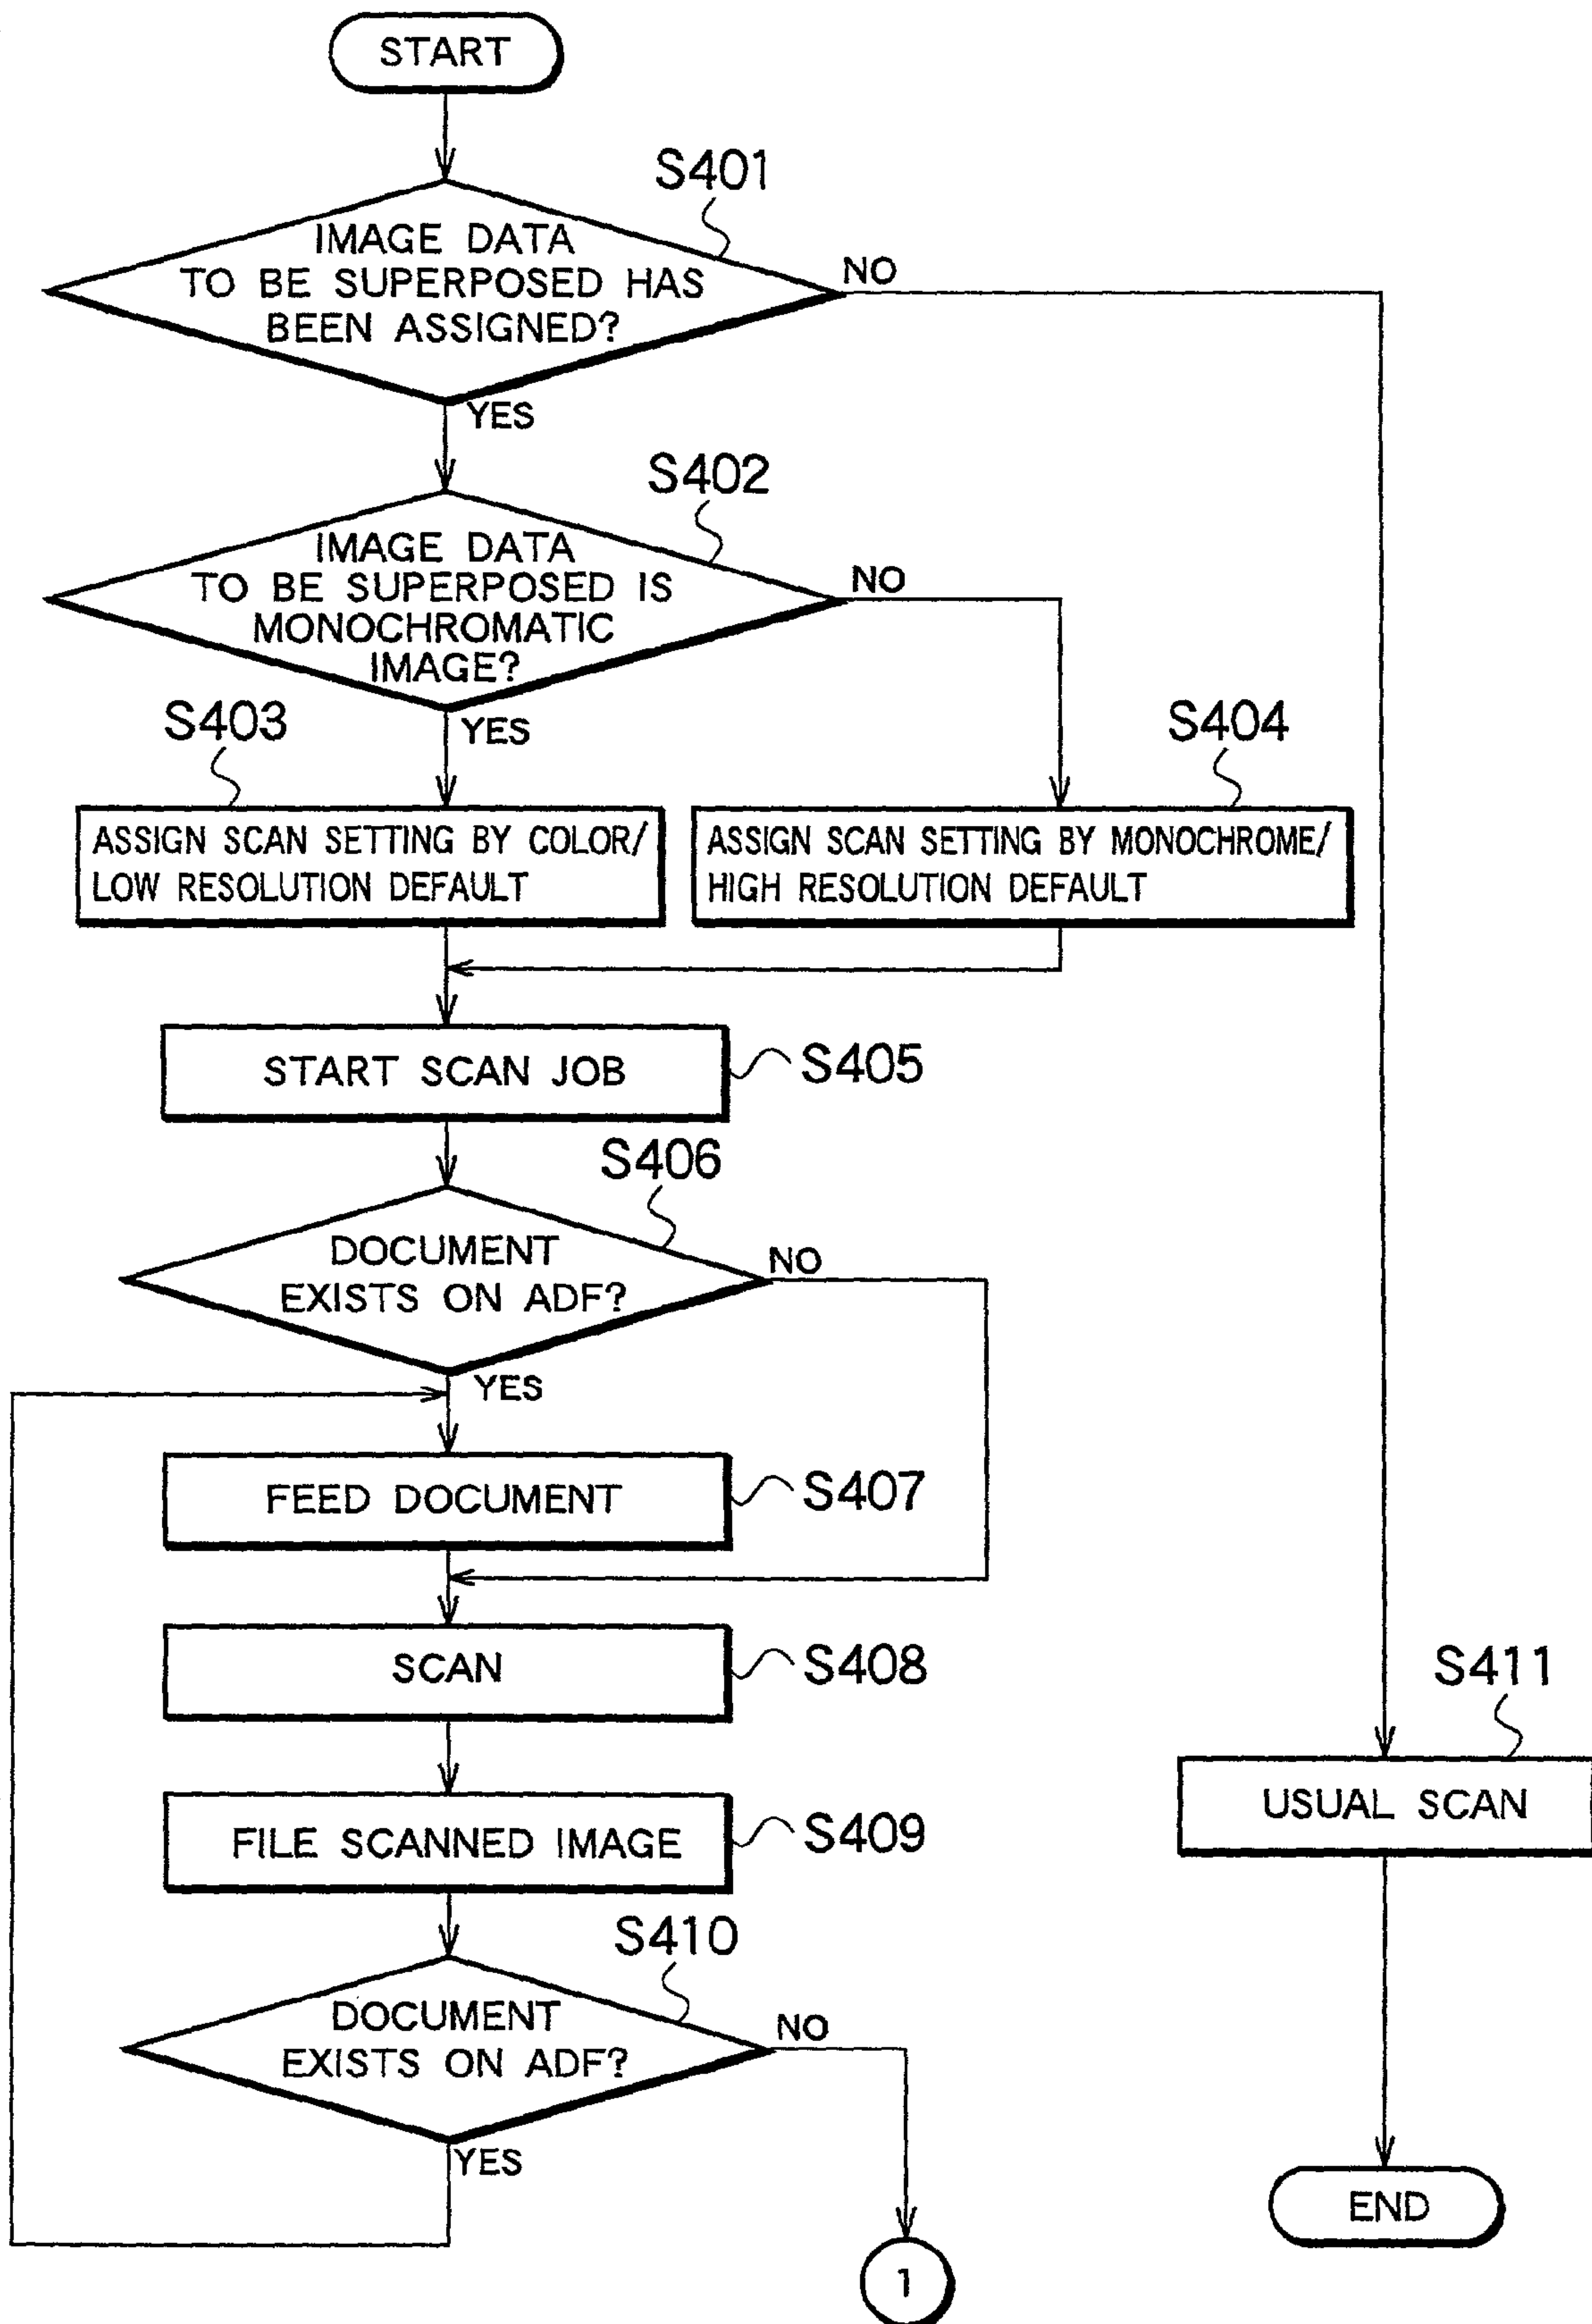 START
S401
IMAGE DATA
TO BE SUPERPOSED HAS
BEEN ASSIGNED?
NO
YES
S402
IMAGE DATA
TO BE SUPERPOSED IS
MONOCHROMATIC
IMAGE?
NO
YES
S403
S404
ASSIGN SCAN SETTING BY COLOR/
LOW RESOLUTION DEFAULT
ASSIGN SCAN SETTING BY MONOCHROME/
HIGH RESOLUTION DEFAULT
START SCAN JOB
S405
S406
DOCUMENT
EXISTS ON ADF?
NO
YES
FEED DOCUMENT
S407
SCAN
S408
S411
USUAL SCAN
FILE SCANNED IMAGE
S409
S410
DOCUMENT
EXISTS ON ADF?
NO
YES
END
1